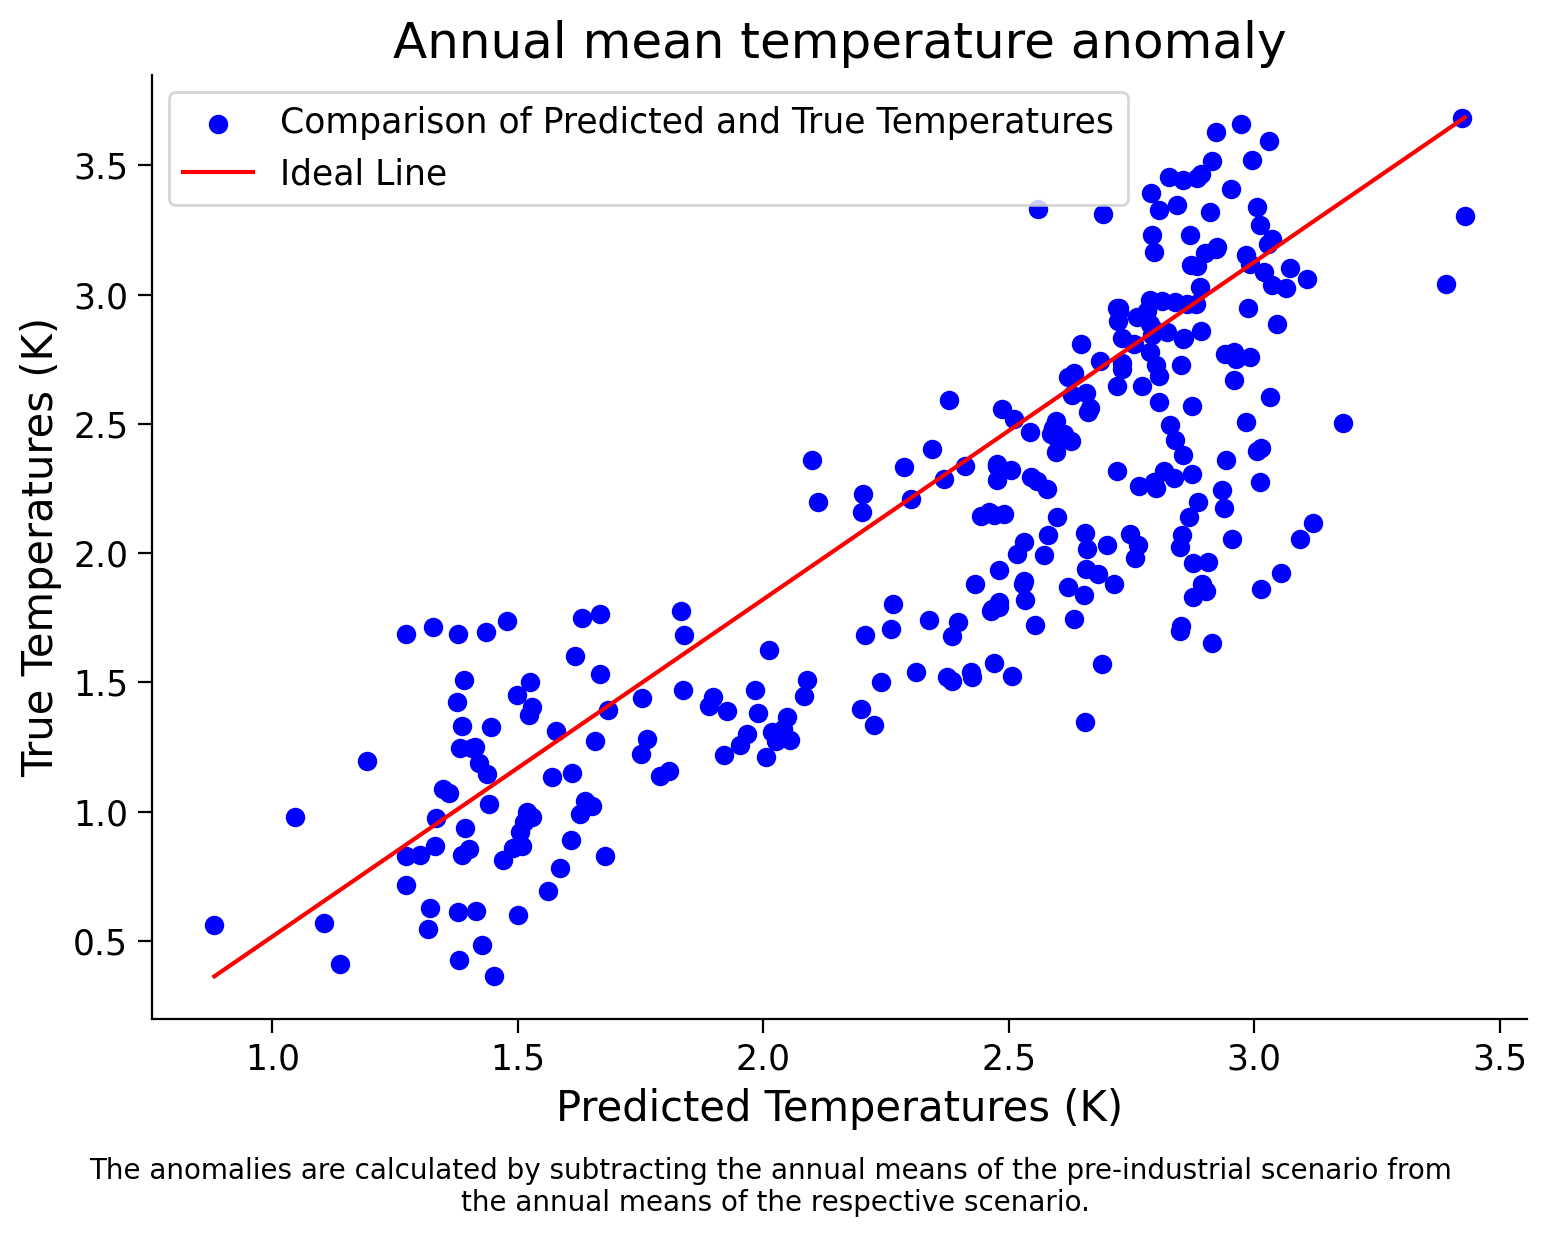 Annual mean temperature anomaly
Comparison of Predicted and True Temperatures
Ideal Line
True Temperatures (K)
3.5
3.0
2.5
2.0
1.5
1.0
0.5
1.0 1.5 2.0 2.5 3.0 3.5
Predicted Temperatures (K)
The anomalies are calculated by subtracting the annual means of the pre-industrial scenario from
the annual means of the respective scenario.